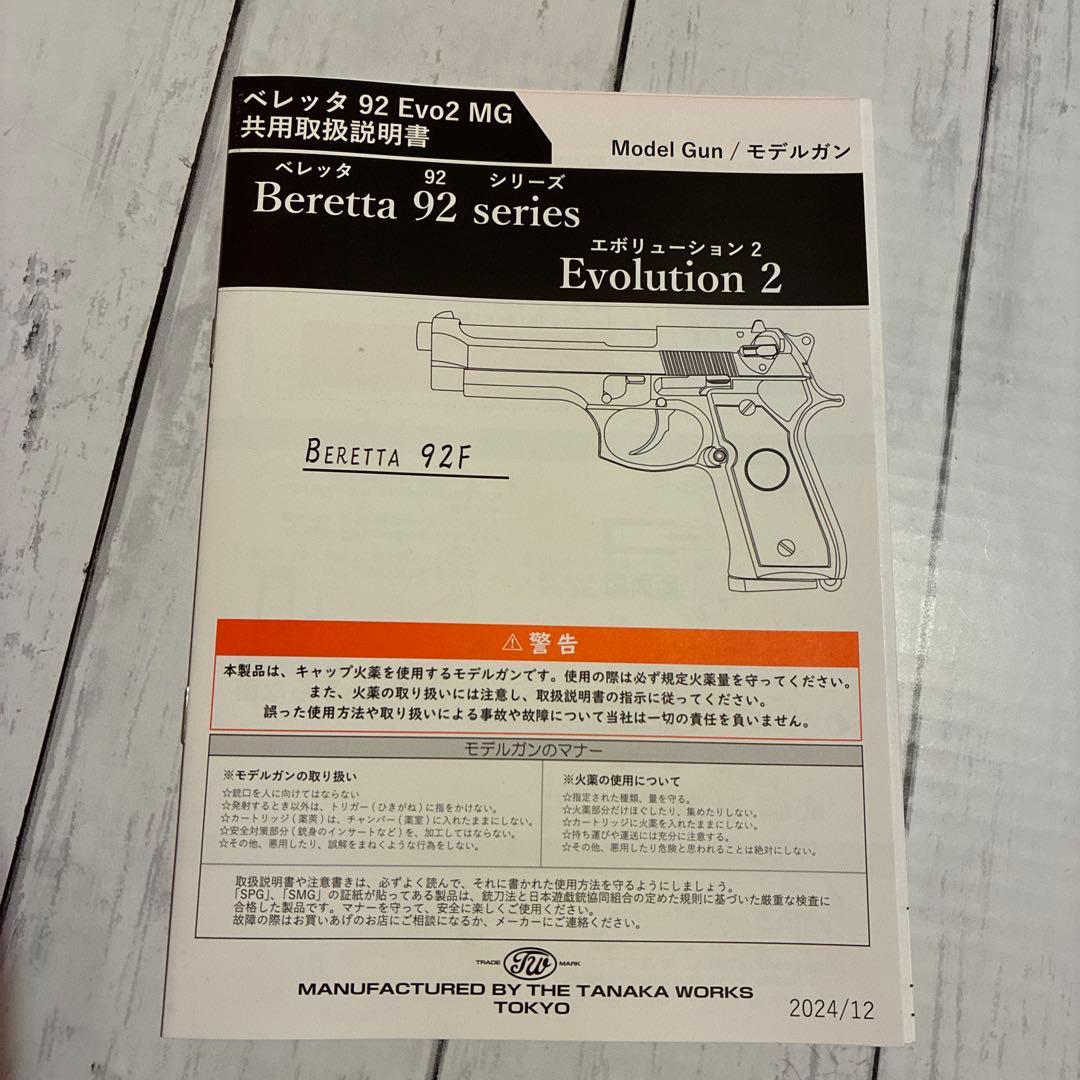 ベレッタ 92 Evo2 MG
共用取扱説明書
Model Gun / モデルガン
ベレッタ 92 シリーズ
Beretta 92 series
エボリューション 2
Evolution 2
BERETTA 92F
⚠警告
本製品は、キャップ火薬を使用するモデルガンです。使用の際は必ず規定火薬量を守ってください。
また、火薬の取り扱いには注意し、取扱説明書の指示に従ってください。
誤った使用方法や取り扱いによる事故や故障について当社は一切の責任を負いません。
モデルガンのマナー
※モデルガンの取り扱い
☆銃口を人に向けてはならない
☆発射するとき以外は、トリガー(ひきがね)に指をかけない。
☆カートリッジ(薬莢)は、チャンバー(薬室)に入れたままにしない。
☆安全対策部分(銃身のインサートなど)を、加工してはならない。
☆その他、悪用したり、誤解をまねくような行為をしない。
※火薬の使用について
☆指定された種類、量を守る。
☆火薬部分だけほぐしたり、集めたりしない。
☆カートリッジに火薬を入れたままにしない。
☆持ち運びや運送には充分に注意する。
☆その他、悪用したり危険と思われることは絶対にしない。
取扱説明書や注意書きは、必ずよく読んで、それに書かれた使用方法を守るようにしましょう。
「SPG」、「SMG」の証紙が貼ってある製品は、銃刀法と日本遊戯銃協同組合の定めた規則に基づいた厳重な検査に
合格した製品です。マナーを守って、安全に楽しくご使用ください。
故障の際はお買いあげのお店にご相談になるか、メーカーにご連絡ください。
TRADE TW MARK
MANUFACTURED BY THE TANAKA WORKS
TOKYO
2024/12